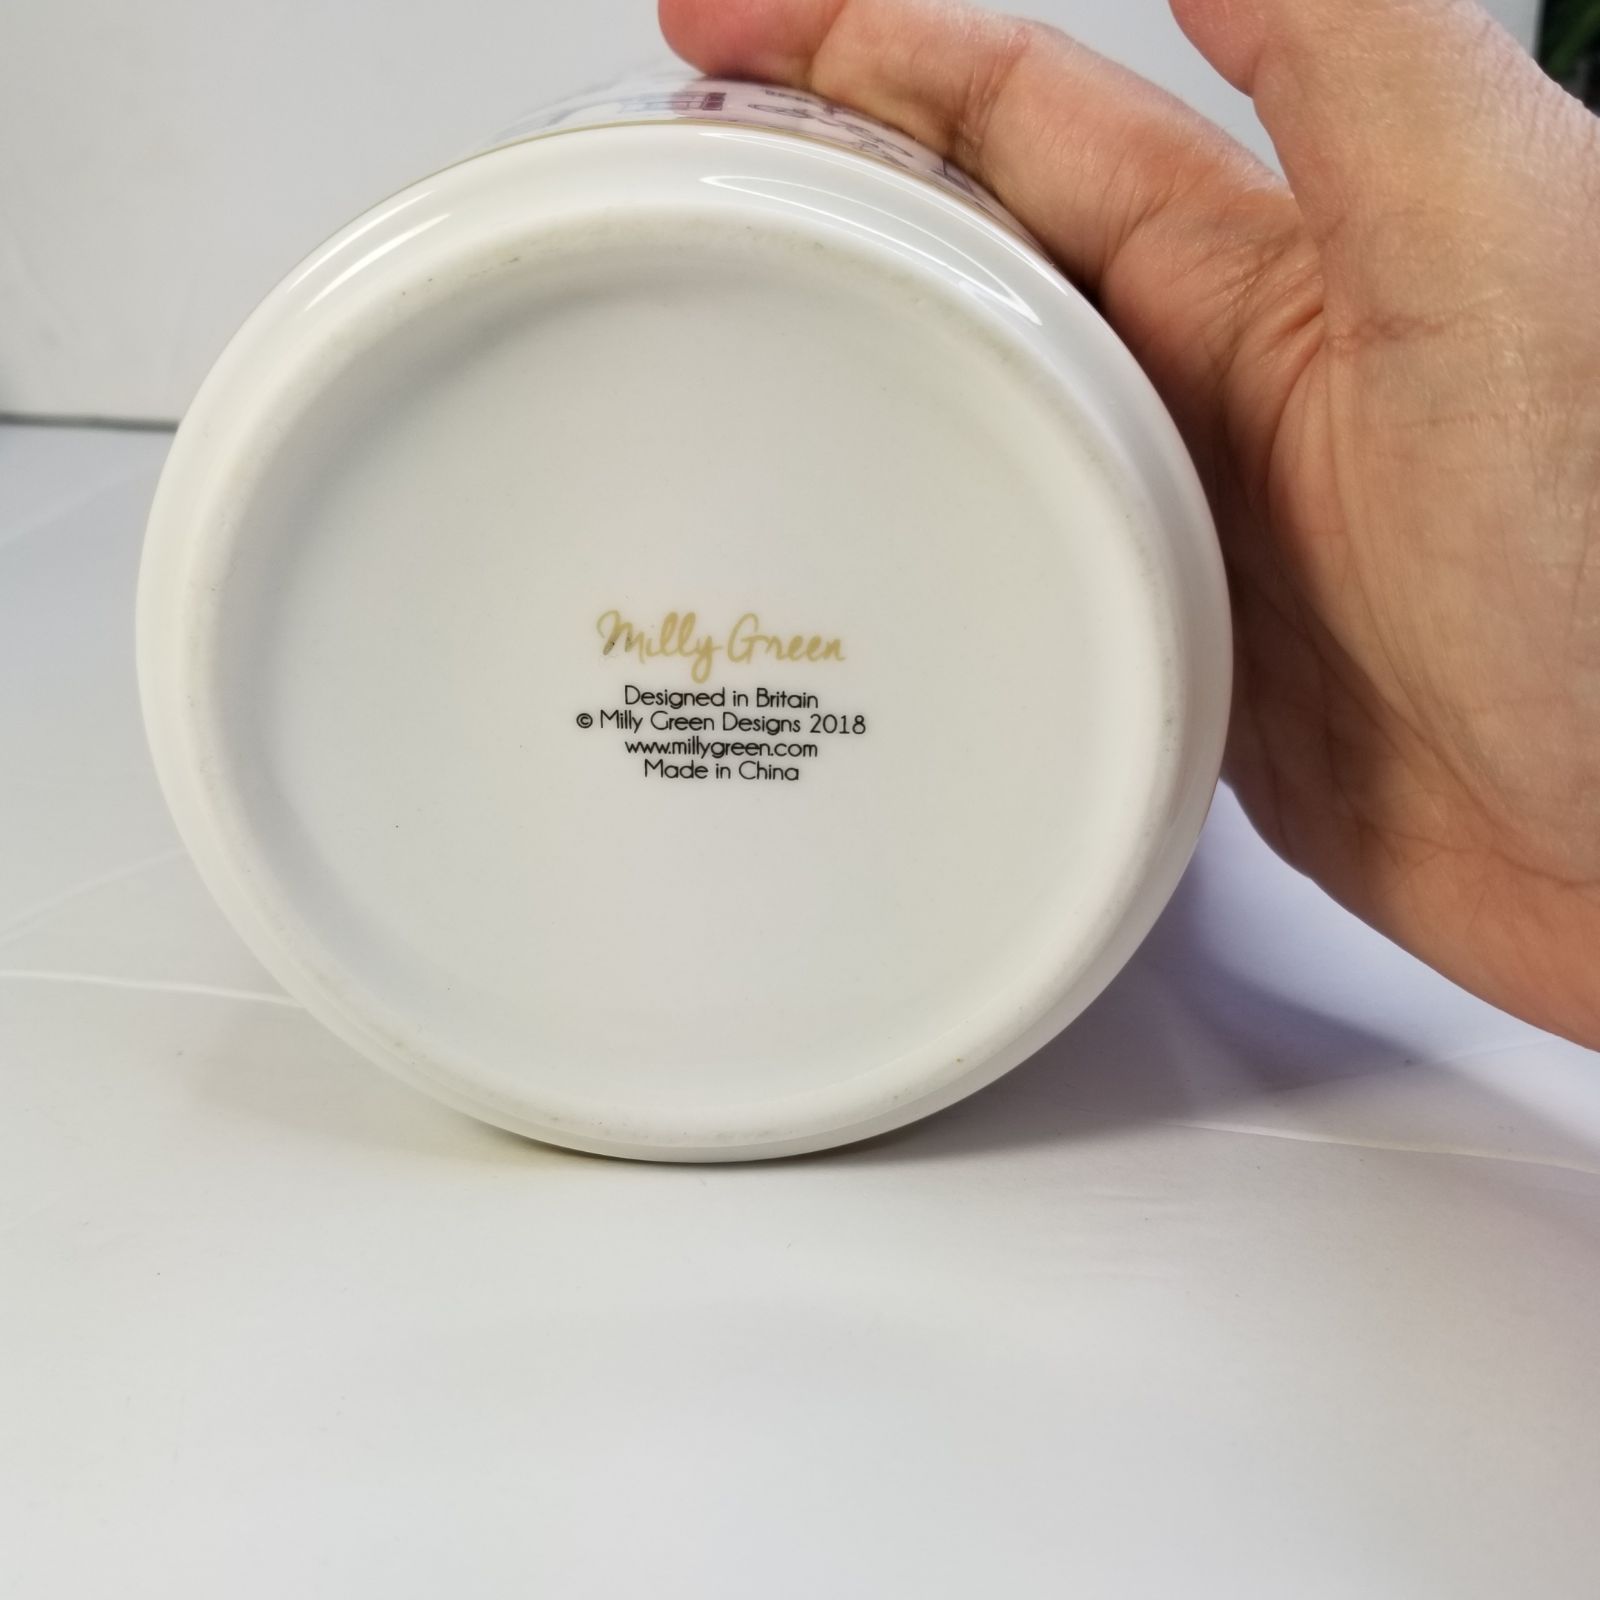 Milly Green
Designed in Britain
© Milly Green Designs 2018
www.millygreen.com
Made in China